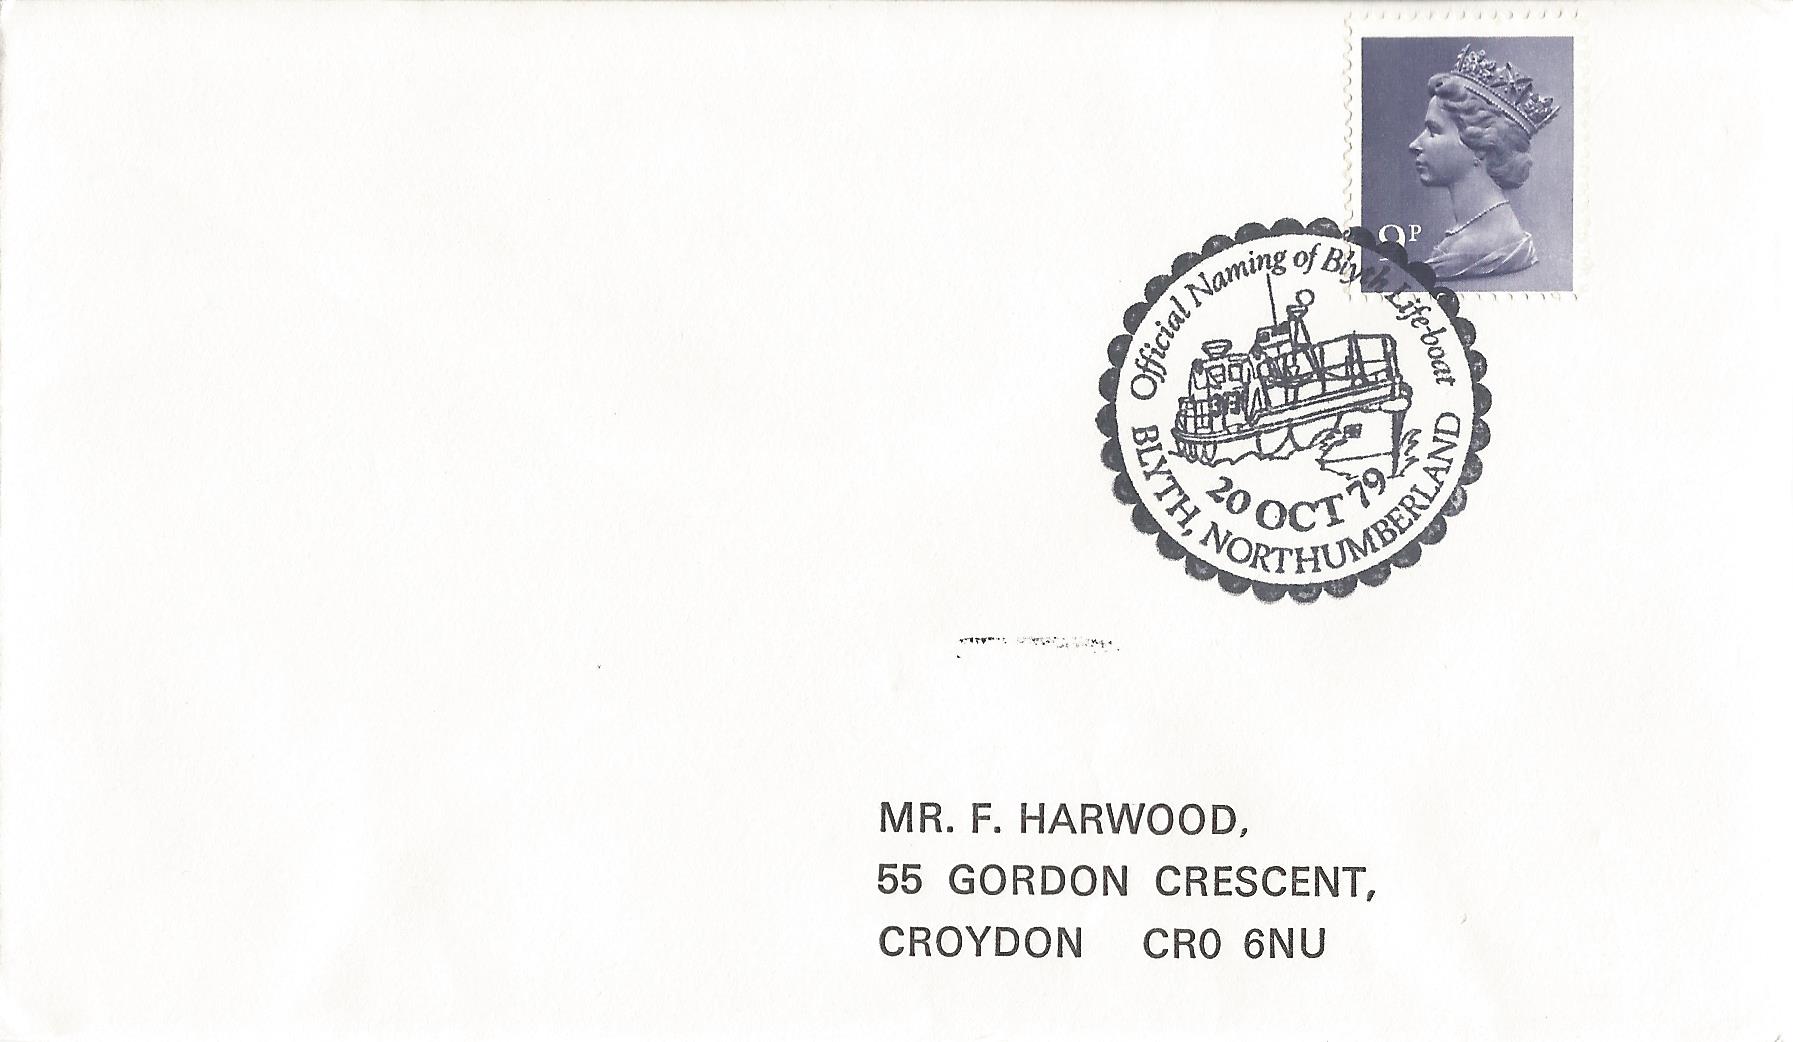 9P
Official Naming of Blyth Life-boat
20 OCT 79
BLYTH, NORTHUMBERLAND
MR. F. HARWOOD,
55 GORDON CRESCENT,
CROYDON CR0 6NU